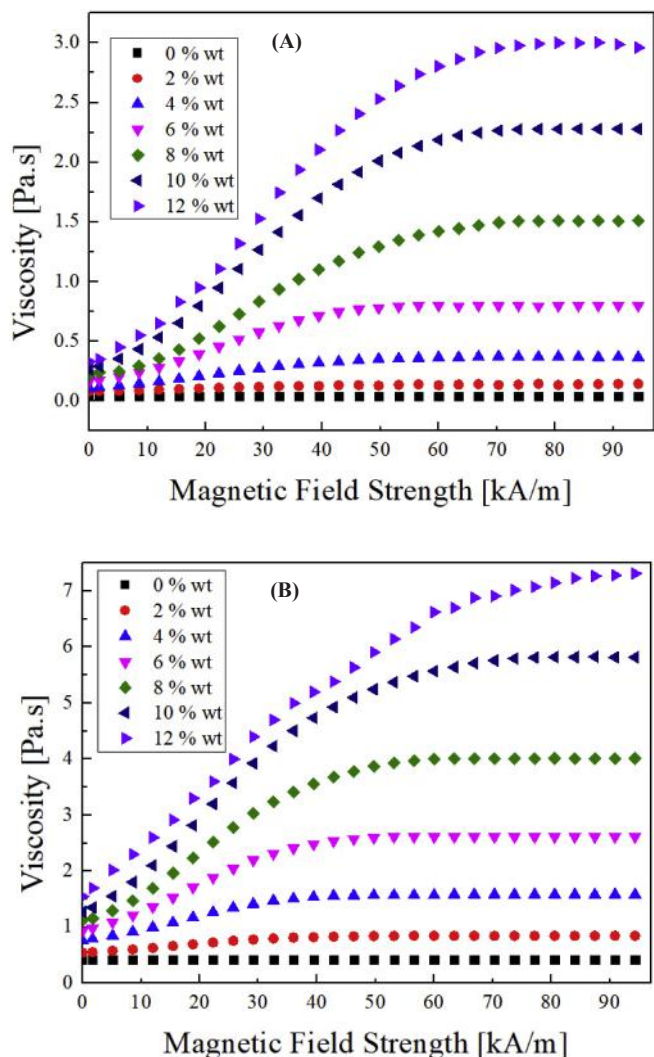 (A)
3.0
2.5
2.0
1.5
1.0
0.5
0.0
Viscosity [Pa.s]
0 % wt
2 % wt
4 % wt
6 % wt
8 % wt
10 % wt
12 % wt
0 10 20 30 40 50 60 70 80 90
Magnetic Field Strength [kA/m]
(B)
7
6
5
4
3
2
1
0
Viscosity [Pa.s]
0 % wt
2 % wt
4 % wt
6 % wt
8 % wt
10 % wt
12 % wt
0 10 20 30 40 50 60 70 80 90
Magnetic Field Strength [kA/m]